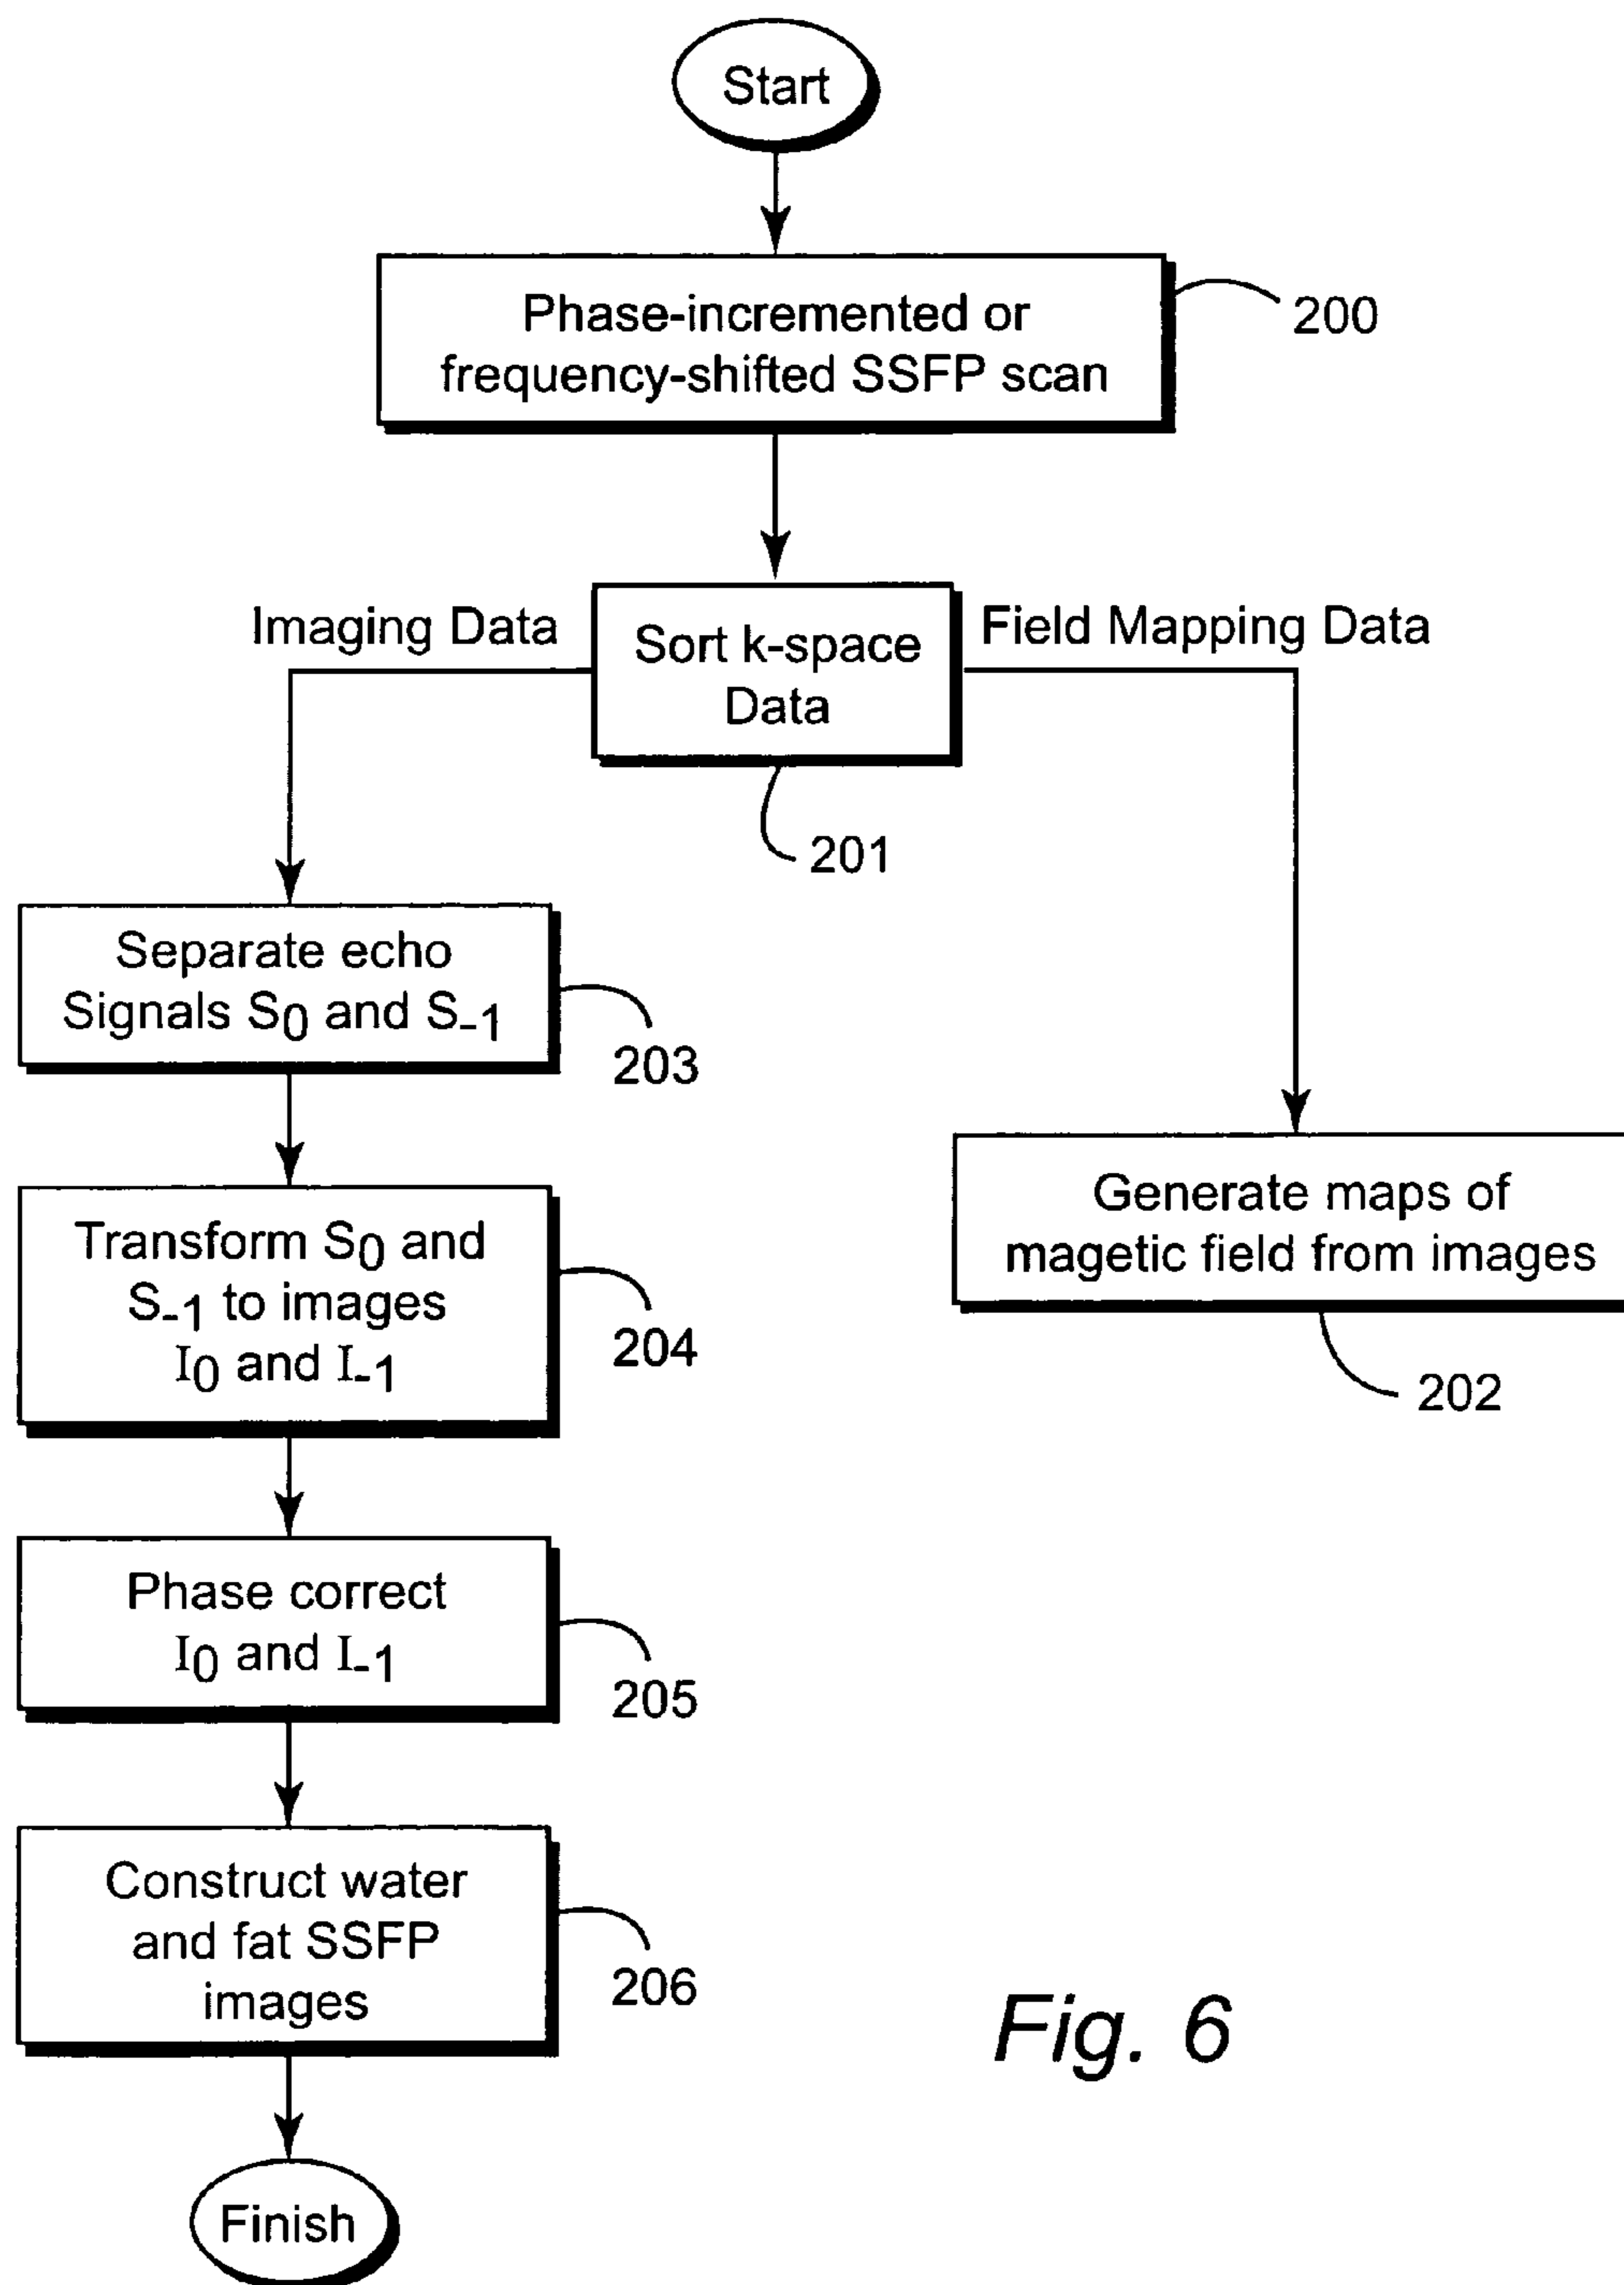 Start
Phase-incremented or
frequency-shifted SSFP scan
200
Imaging Data
Sort k-space
Data
Field Mapping Data
201
Separate echo
Signals S0 and S-1
203
Transform S0 and
S-1 to images
I0 and I-1
204
Generate maps of
magetic field from images
202
Phase correct
I0 and I-1
205
Construct water
and fat SSFP
images
206
Fig. 6
Finish